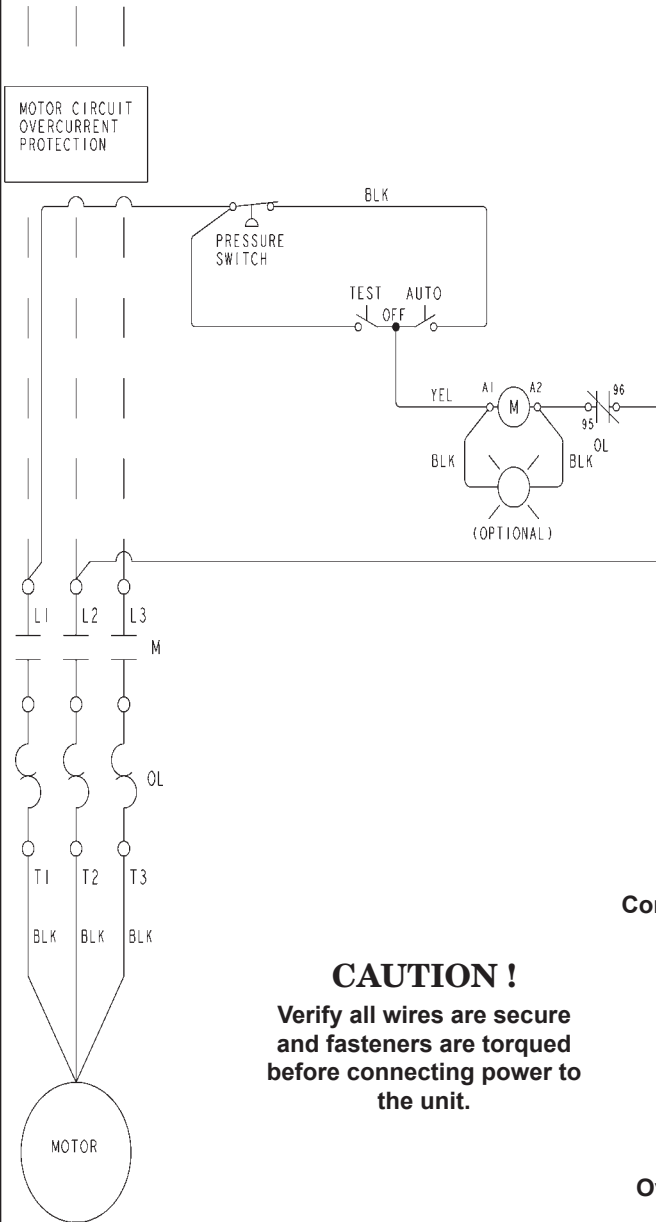 MOTOR CIRCUIT
OVERCURRENT
PROTECTION
BLK
PRESSURE
SWITCH
TEST AUTO
OFF
YEL A1 M A2 95 96
OL
BLK BLK
(OPTIONAL)
L1 L2 L3
M
OL
T1 T2 T3
BLK BLK BLK
CAUTION !
Verify all wires are secure
and fasteners are torqued
before connecting power to
the unit.
MOTOR